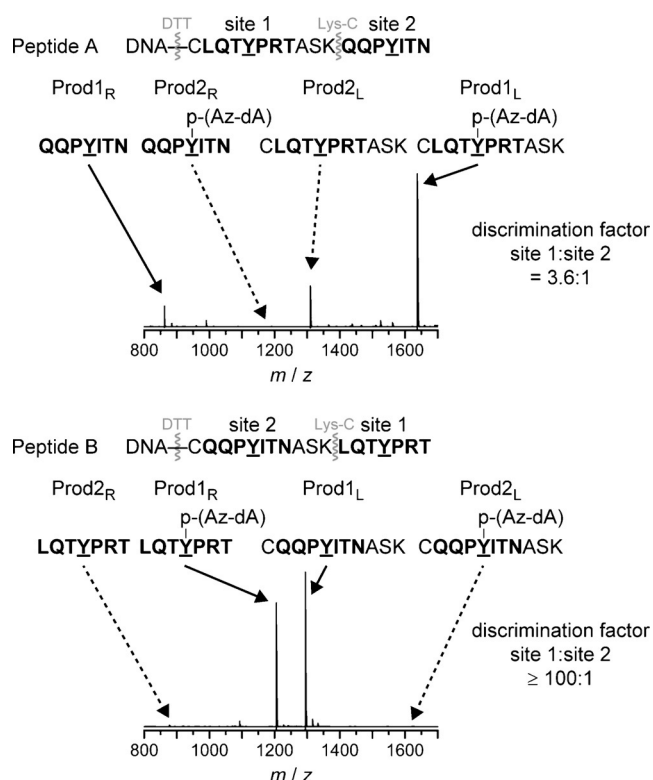 DTT site 1 Lys-C site 2
Peptide A DNA—CLQTYPRTASKQQPYITN
Prod1R Prod2R Prod2L Prod1L
p-(Az-dA) p-(Az-dA)
QQPYITN QQPYITN CLQTYPRTASK CLQTYPRTASK
discrimination factor
site 1:site 2
= 3.6:1
800 1000 1200 1400 1600
m / z
DTT site 2 Lys-C site 1
Peptide B DNA—CQQPYITNASKLQTYPRT
Prod2R Prod1R Prod1L Prod2L
p-(Az-dA) p-(Az-dA)
LQTYPRT LQTYPRT CQQPYITNASK CQQPYITNASK
discrimination factor
site 1:site 2
≥ 100:1
800 1000 1200 1400 1600
m / z